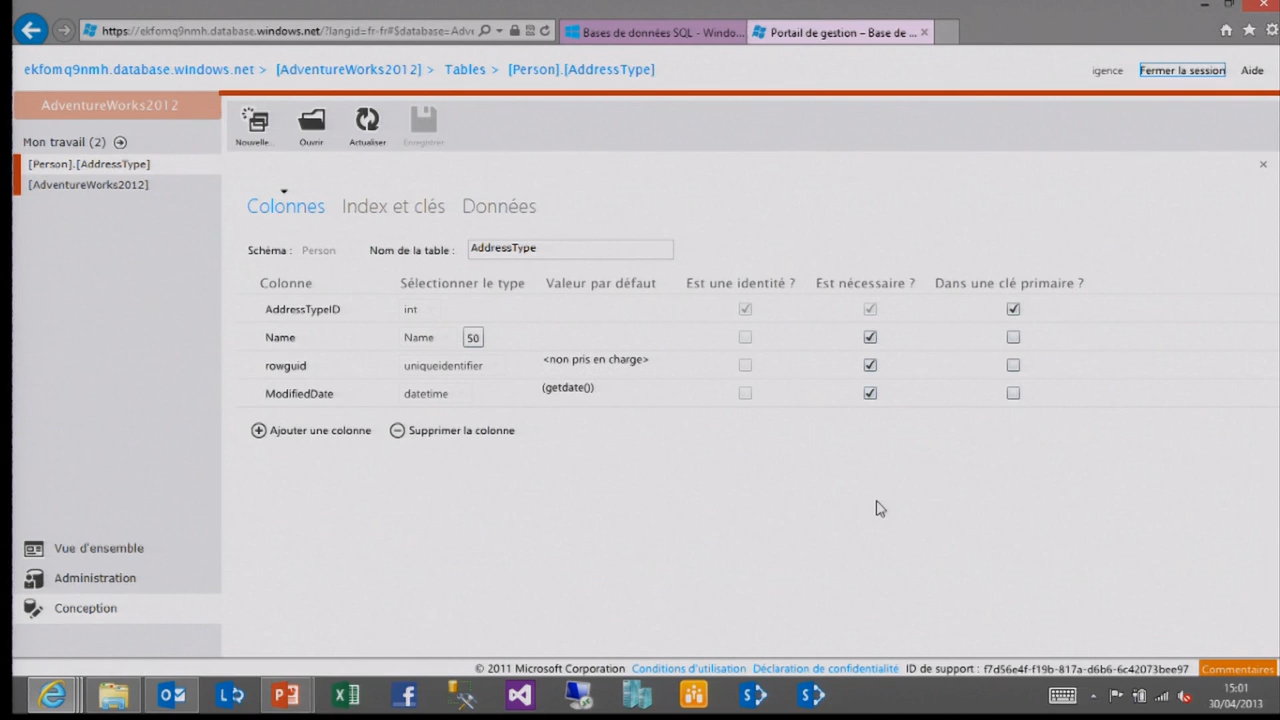 https://ekfomq9nmh.database.windows.net/?langid=fr-fr#$database=Adve
Bases de données SQL - Windo...
Portail de gestion – Base de ...
ekfomq9nmh.database.windows.net > [AdventureWorks2012] > Tables > [Person].[AddressType]
igence Fermer la session Aide
AdventureWorks2012
Mon travail (2)
[Person].[AddressType]
[AdventureWorks2012]
Nouvelle... Ouvrir Actualiser Enregistrer
Colonnes Index et clés Données
Schéma : Person Nom de la table : AddressType
Colonne Sélectionner le type Valeur par défaut Est une identité ? Est nécessaire ? Dans une clé primaire ?
AddressTypeID int
Name Name 50
rowguid uniqueidentifier <non pris en charge>
ModifiedDate datetime (getdate())
Ajouter une colonne Supprimer la colonne
Vue d'ensemble
Administration
Conception
© 2011 Microsoft Corporation Conditions d'utilisation Déclaration de confidentialité ID de support : f7d56e4f-f19b-817a-d6b6-6c42073bee97 Commentaires
15:01
30/04/2013